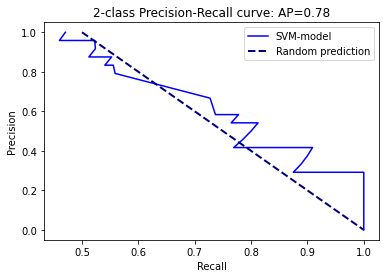 2-class Precision-Recall curve: AP=0.78
SVM-model
Random prediction
Precision
1.0
0.8
0.6
0.4
0.2
0.0
0.5
0.6
0.7
0.8
0.9
1.0
Recall